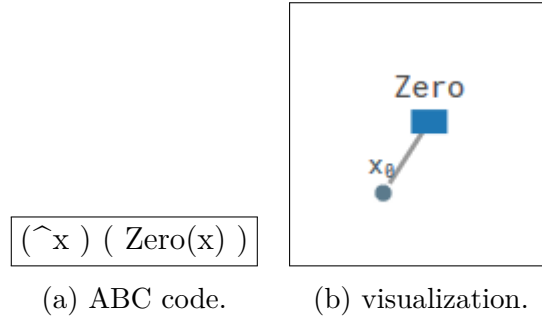 Zero
x₀
(^x ) ( Zero(x) )
(a) ABC code.
(b) visualization.